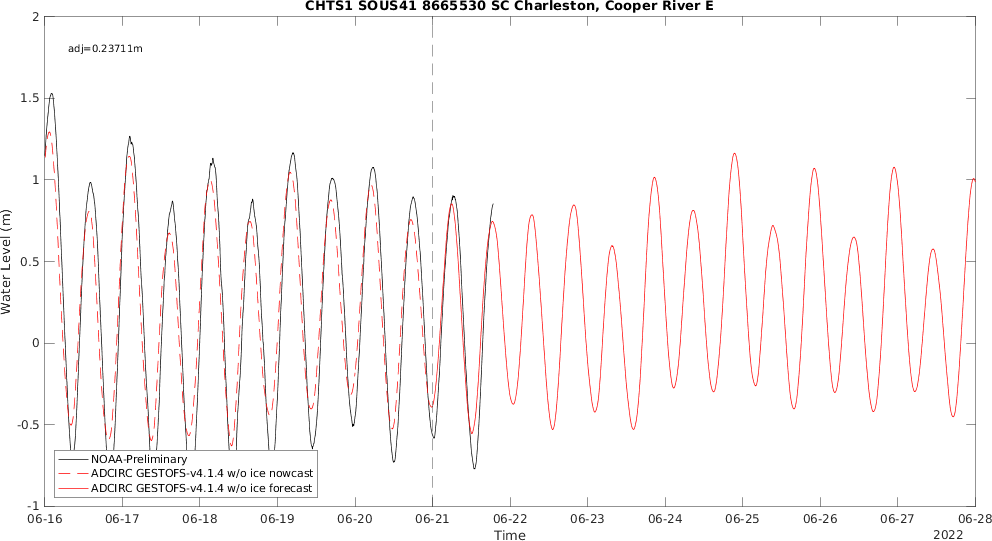 CHTS1 SOUS41 8665530 SC Charleston, Cooper River E
adj=0.23711m
2
1.5
1
0.5
0
-0.5
-1
Water Level (m)
NOAA-Preliminary
ADCIRC GESTOFS-v4.1.4 w/o ice nowcast
ADCIRC GESTOFS-v4.1.4 w/o ice forecast
06-16 06-17 06-18 06-19 06-20 06-21 06-22 06-23 06-24 06-25 06-26 06-27 06-28
Time
2022